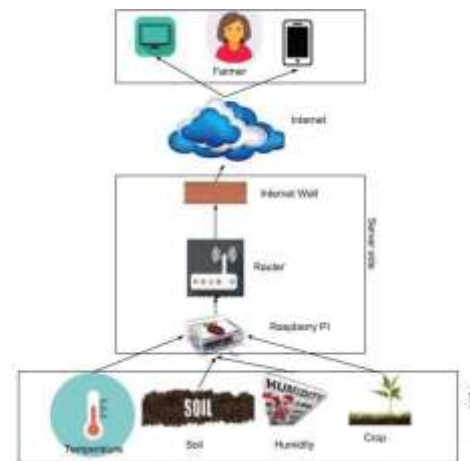 Farmer
Internet
Internet Wall
Server side
Router
Raspberry PI
HUMIDITY
SOIL
Temperature
Soil
Humidity
Crop